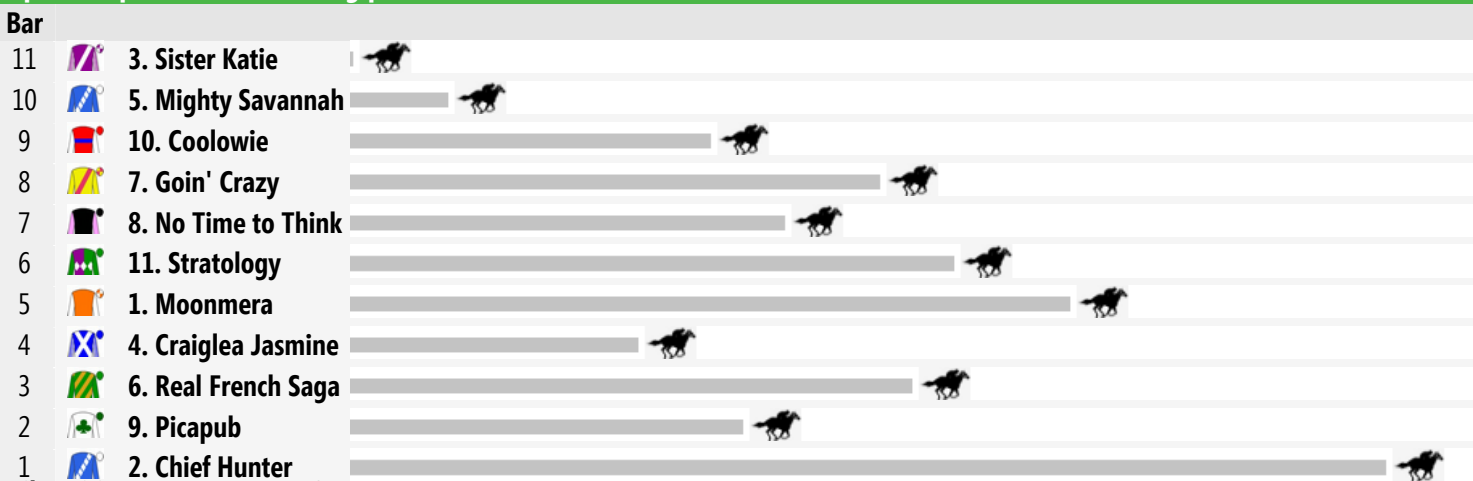 Bar
11 3. Sister Katie
10 5. Mighty Savannah
9 10. Coolowie
8 7. Goin' Crazy
7 8. No Time to Think
6 11. Stratology
5 1. Moonmera
4 4. Craiglea Jasmine
3 6. Real French Saga
2 9. Picapub
1 2. Chief Hunter